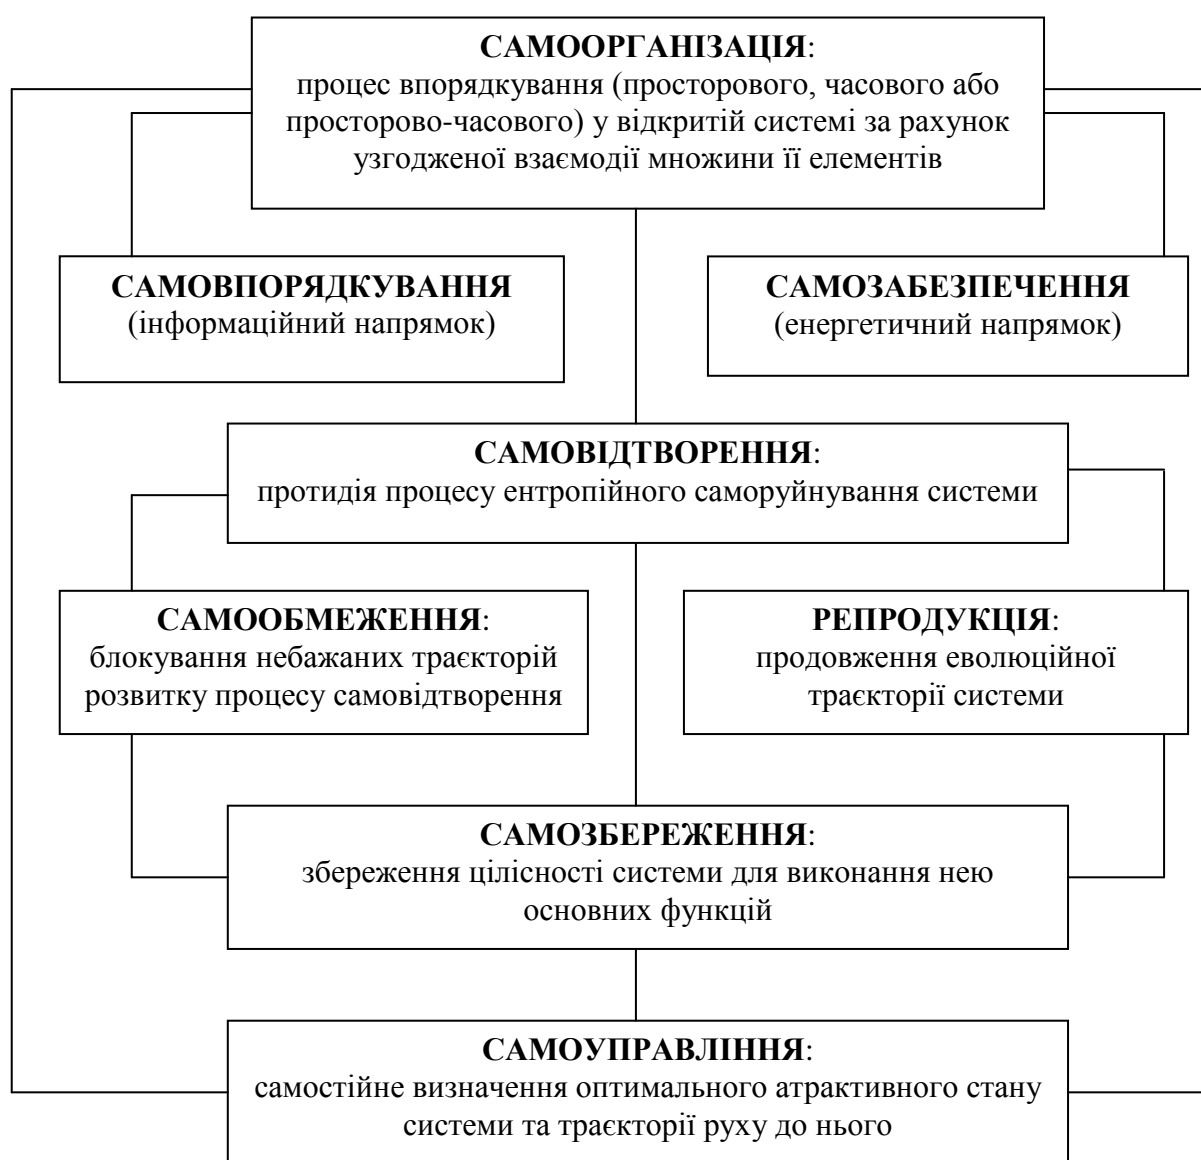 САМООРГАНІЗАЦІЯ:
процес впорядкування (просторового, часового або
просторово-часового) у відкритій системі за рахунок
узгодженої взаємодії множини її елементів
САМОВПОРЯДКУВАННЯ
(інформаційний напрямок)
САМОЗАБЕЗПЕЧЕННЯ
(енергетичний напрямок)
САМОВІДТВОРЕННЯ:
протидія процесу ентропійного саморуйнування системи
САМООБМЕЖЕННЯ:
блокування небажаних траєкторій
розвитку процесу самовідтворення
РЕПРОДУКЦІЯ:
продовження еволюційної
траєкторії системи
САМОЗБЕРЕЖЕННЯ:
збереження цілісності системи для виконання нею
основних функцій
САМОУПРАВЛІННЯ:
самостійне визначення оптимального атрактивного стану
системи та траєкторії руху до нього